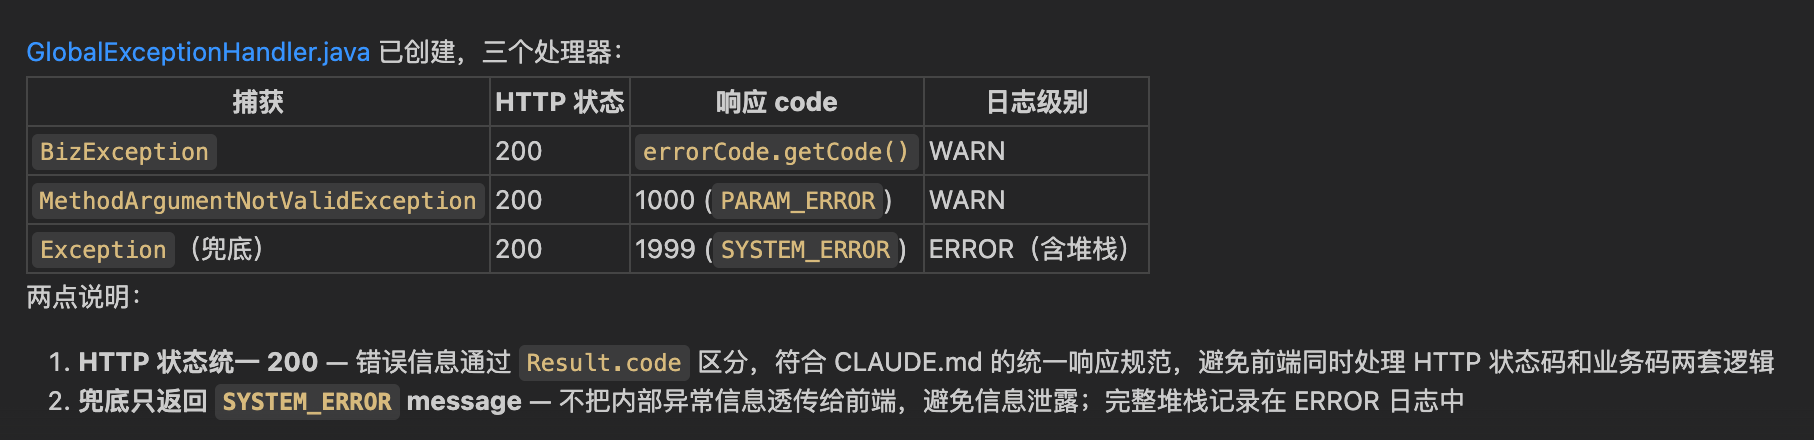 GlobalExceptionHandler.java 已创建，三个处理器：
捕获 HTTP 状态 响应 code 日志级别
BizException 200 errorCode.getCode() WARN
MethodArgumentNotValidException 200 1000 (PARAM_ERROR) WARN
Exception（兜底） 200 1999 (SYSTEM_ERROR) ERROR（含堆栈）
两点说明：
1. HTTP 状态统一 200 — 错误信息通过 Result.code 区分，符合 CLAUDE.md 的统一响应规范，避免前端同时处理 HTTP 状态码和业务码两套逻辑
2. 兜底只返回 SYSTEM_ERROR message — 不把内部异常信息透传给前端，避免信息泄露；完整堆栈记录在 ERROR 日志中